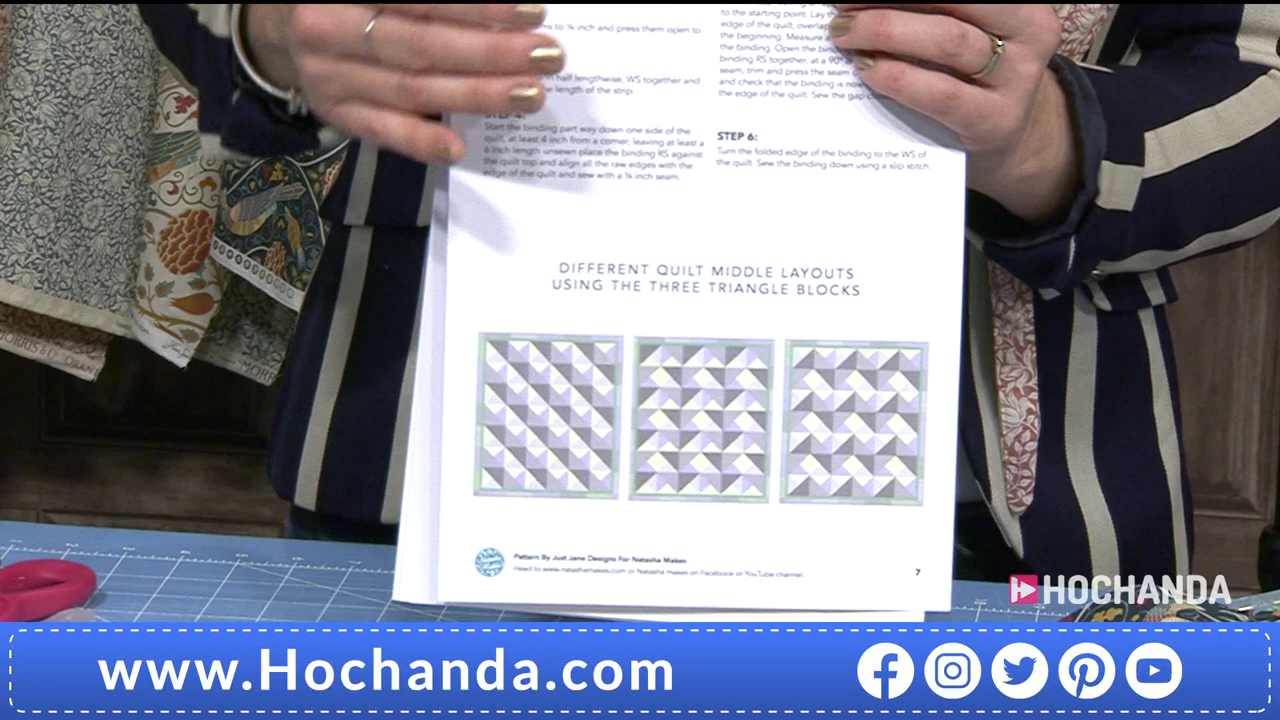 ns to ¼ inch and press them open to
in half lengthwise, WS together and
length of the strip.
STEP 4:
Start the binding part way down one side of the
quilt, at least 4 inch from a corner, leaving at least a
6 inch length unsewn place the binding RS against
the quilt top and align all the raw edges with the
edge of the quilt and sew with a ¼ inch seam.
to the starting point. Lay
edge of the quilt,
the beginning. Measure
the binding. Open the
binding RS together, at a 90°
seam, trim and press the seam
and check that the binding is now
the edge of the quilt. Sew the gap
STEP 6:
Turn the folded edge of the binding to the WS of
the quilt. Sew the binding down using a slip stitch
DIFFERENT QUILT MIDDLE LAYOUTS
USING THE THREE TRIANGLE BLOCKS
Pattern By Just Jane Designs For Natasha Makes
Head to www.natashamakes.com or Natasha makes on Facebook or YouTube channel.
7
MORRIS & CO
HOCHANDA
www.Hochanda.com